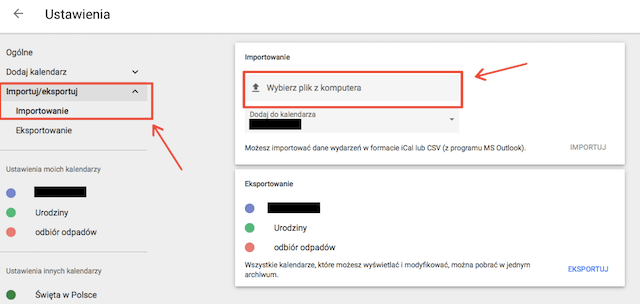 Ustawienia
Ogólne
Dodaj kalendarz
Importuj/eksportuj
Importowanie
Eksportowanie
Ustawienia moich kalendarzy
Urodziny
odbiór odpadów
Ustawienia innych kalendarzy
Święta w Polsce
Importowanie
Wybierz plik z komputera
Dodaj do kalendarza
Możesz importować dane wydarzeń w formacie iCal lub CSV (z programu MS Outlook).
IMPORTUJ
Eksportowanie
Urodziny
odbiór odpadów
Wszystkie kalendarze, które możesz wyświetlać i modyfikować, można pobrać w jednym
archiwum.
EKSPORTUJ